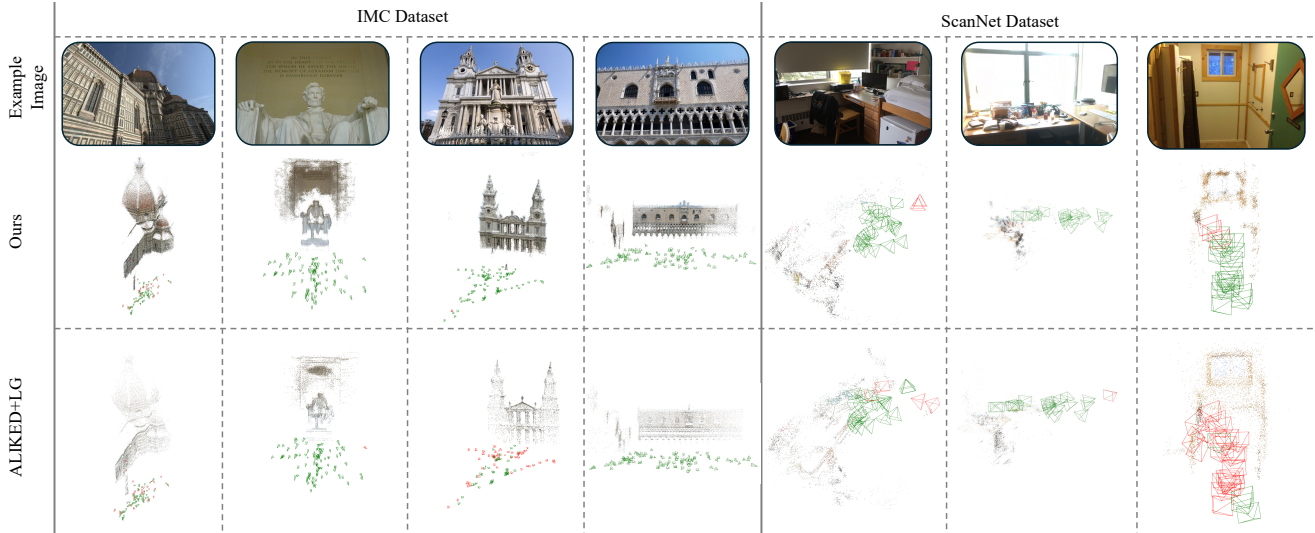 IMC Dataset
ScanNet Dataset
Example
Image
Ours
ALIKED+LG